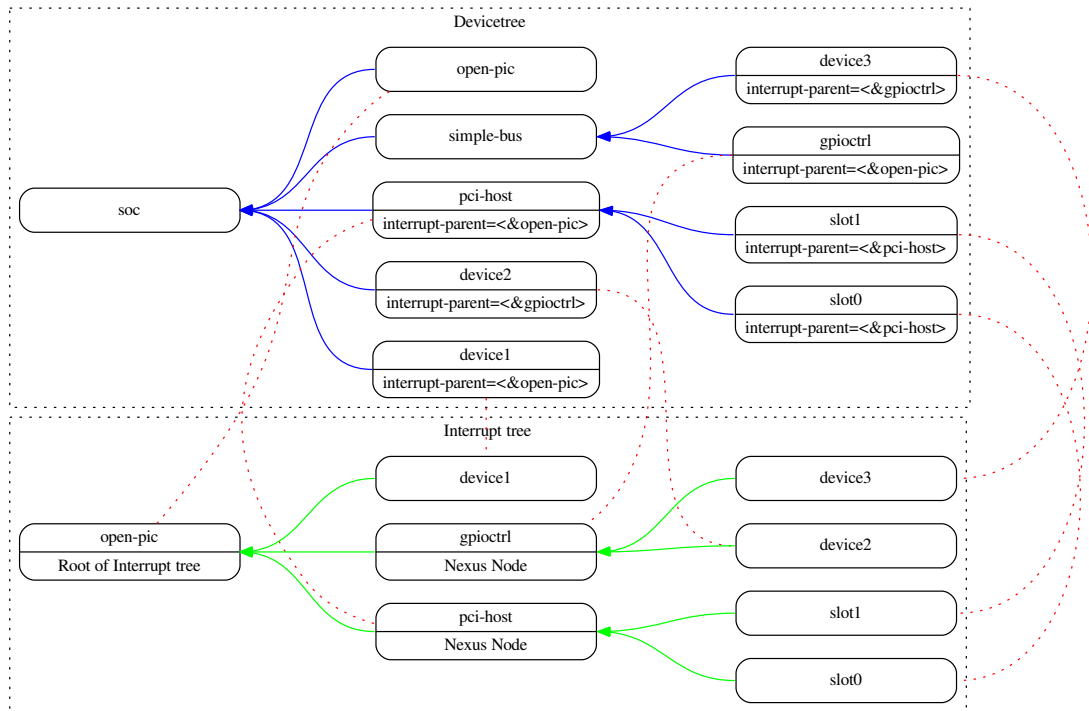 Devicetree
open-pic
simple-bus
soc
pci-host
interrupt-parent=<&open-pic>
device2
interrupt-parent=<&gpioctrl>
device1
interrupt-parent=<&open-pic>
device3
interrupt-parent=<&gpioctrl>
gpioctrl
interrupt-parent=<&open-pic>
slot1
interrupt-parent=<&pci-host>
slot0
interrupt-parent=<&pci-host>
Interrupt tree
open-pic
Root of Interrupt tree
device1
gpioctrl
Nexus Node
pci-host
Nexus Node
device3
device2
slot1
slot0